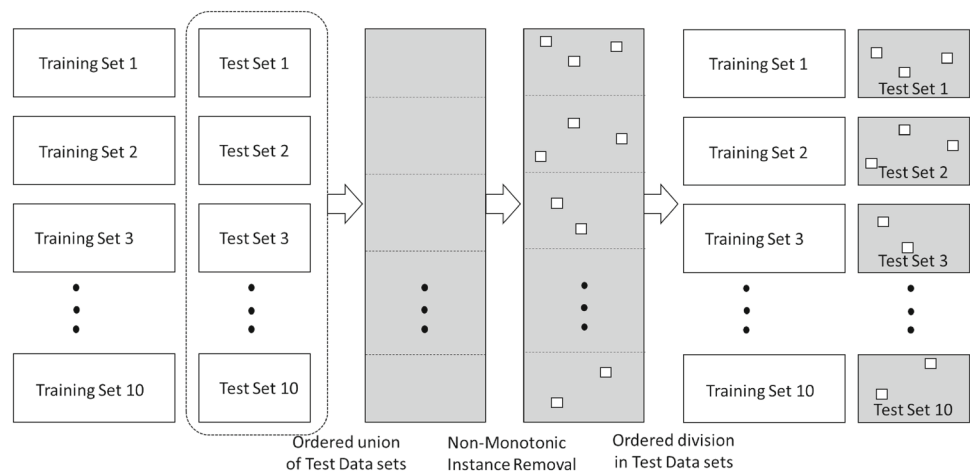 Training Set 1
Test Set 1
Training Set 1
Test Set 1
Training Set 2
Test Set 2
Training Set 2
Test Set 2
Training Set 3
Test Set 3
Training Set 3
Test Set 3
Training Set 10
Test Set 10
Training Set 10
Test Set 10
Ordered union
of Test Data sets
Non-Monotonic
Instance Removal
Ordered division
in Test Data sets